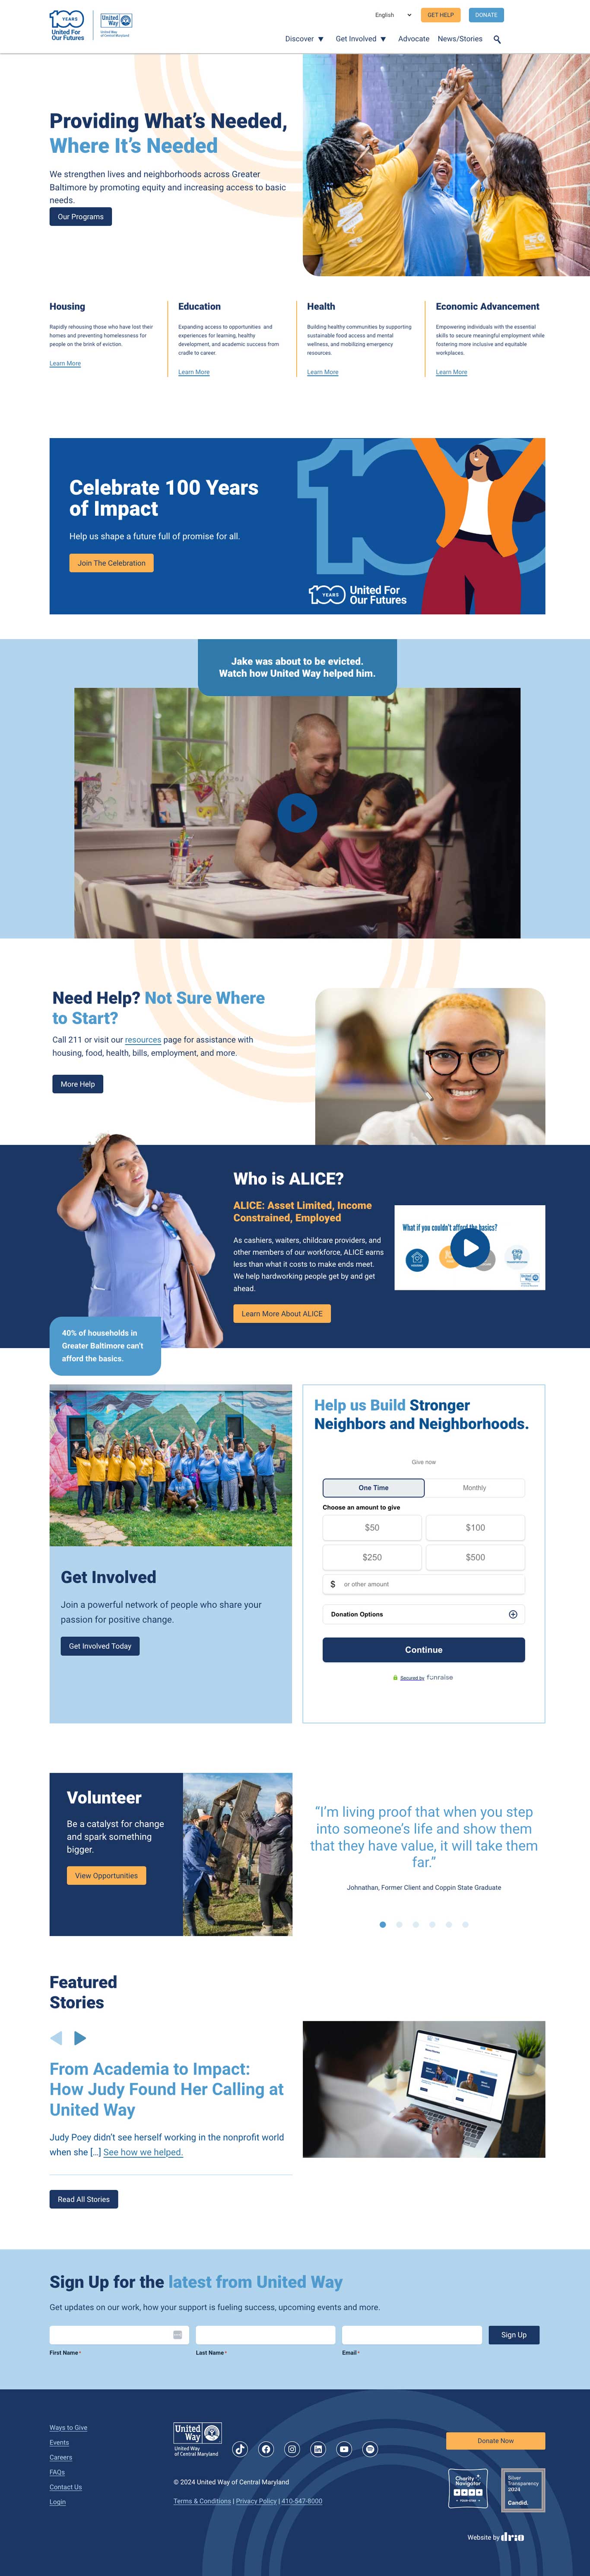 100 YEARS
United For
Our Futures
United
Way
United Way
of Central Maryland
English
GET HELP
DONATE
Discover
Get Involved
Advocate
News/Stories
Providing What's Needed,
Where It's Needed
We strengthen lives and neighborhoods across Greater
Baltimore by promoting equity and increasing access to basic
needs.
Our Programs
Housing
Rapidly rehousing those who have lost their
homes and preventing homelessness for
people on the brink of eviction.
Learn More
Education
Expanding access to opportunities and
experiences for learning, healthy
development, and academic success from
cradle to career.
Learn More
Health
Building healthy communities by supporting
sustainable food access and mental
wellness, and mobilizing emergency
resources.
Learn More
Economic Advancement
Empowering individuals with the essential
skills to secure meaningful employment while
fostering more inclusive and equitable
workplaces.
Learn More
Celebrate 100 Years
of Impact
Help us shape a future full of promise for all.
Join The Celebration
100
100 YEARS
United For
Our Futures
Jake was about to be evicted.
Watch how United Way helped him.
Need Help? Not Sure Where
to Start?
Call 211 or visit our resources page for assistance with
housing, food, health, bills, employment, and more.
More Help
Who is ALICE?
ALICE: Asset Limited, Income
Constrained, Employed
As cashiers, waiters, childcare providers, and
other members of our workforce, ALICE earns
less than what it costs to make ends meet.
We help hardworking people get by and get
ahead.
Learn More About ALICE
What if you couldn't afford the basics?
40% of households in
Greater Baltimore can't
afford the basics.
Get Involved
Join a powerful network of people who share your
passion for positive change.
Get Involved Today
Help us Build Stronger
Neighbors and Neighborhoods.
Give now
One Time
Monthly
Choose an amount to give
$50
$100
$250
$500
$ or other amount
Donation Options
Continue
Secured by funraise
Volunteer
Be a catalyst for change
and spark something
bigger.
View Opportunities
“I'm living proof that when you step
into someone's life and show them
that they have value, it will take them
far.”
Johnathan, Former Client and Coppin State Graduate
Featured
Stories
From Academia to Impact:
How Judy Found Her Calling at
United Way
Judy Poey didn't see herself working in the nonprofit world
when she [...] See how we helped.
Read All Stories
Sign Up for the latest from United Way
Get updates on our work, how your support is fueling success, upcoming events and more.
Sign Up
First Name*
Last Name*
Email*
Ways to Give
Events
Careers
FAQs
Contact Us
Login
United
Way
United Way
of Central Maryland
© 2024 United Way of Central Maryland
Terms & Conditions | Privacy Policy | 410-547-8000
Donate Now
Charity
Navigator
Silver
Transparency
2024
Candid.
Website by drio